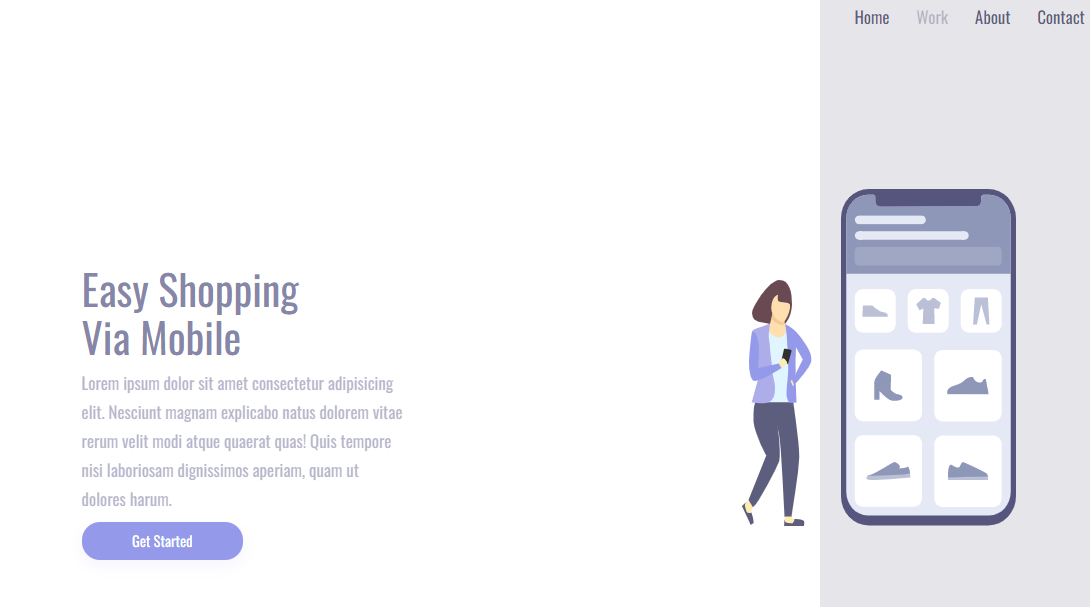 Home Work About Contact
Easy Shopping
Via Mobile
Lorem ipsum dolor sit amet consectetur adipisicing
elit. Nesciunt magnam explicabo natus dolorem vitae
rerum velit modi atque quaerat quas! Quis tempore
nisi laboriosam dignissimos aperiam, quam ut
dolores harum.
Get Started